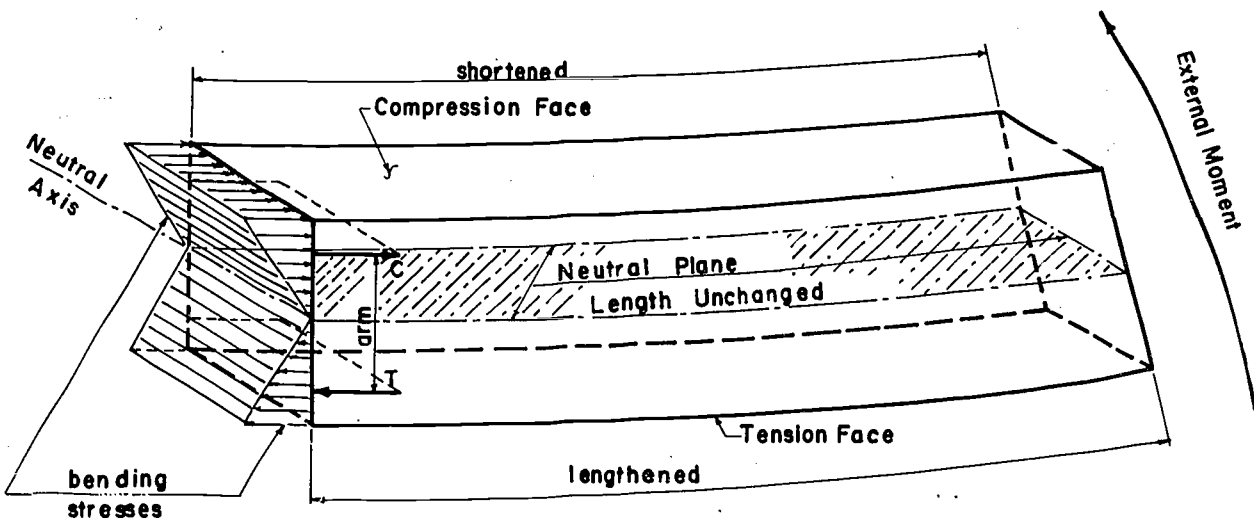 shortened
Compression Face
External Moment
Neutral
Axis
C
Neutral Plane
Length Unchanged
arm
T
Tension Face
lengthened
bending
stresses